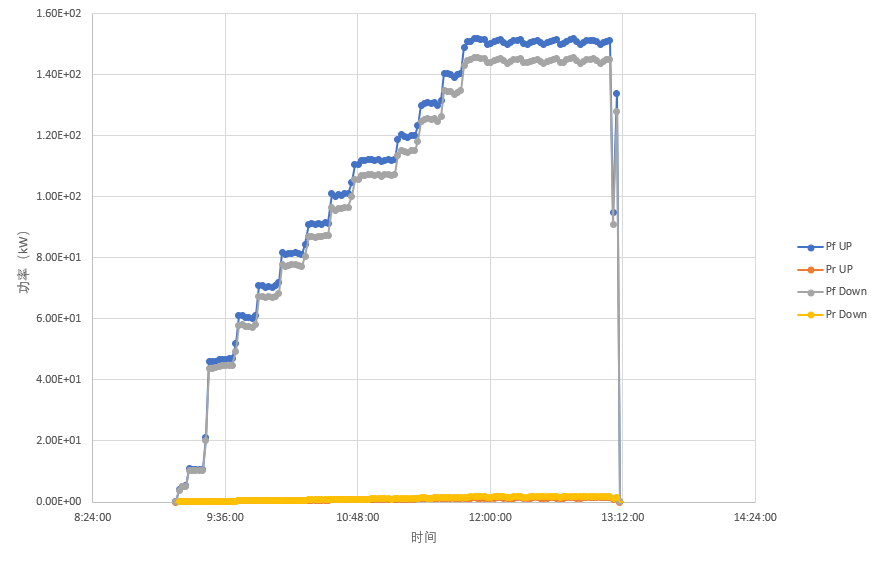 1.60E+02
1.40E+02
1.20E+02
1.00E+02
8.00E+01
6.00E+01
4.00E+01
2.00E+01
0.00E+00
功率（kW）
8:24:00
9:36:00
10:48:00
12:00:00
13:12:00
14:24:00
时间
Pf UP
Pr UP
Pf Down
Pr Down